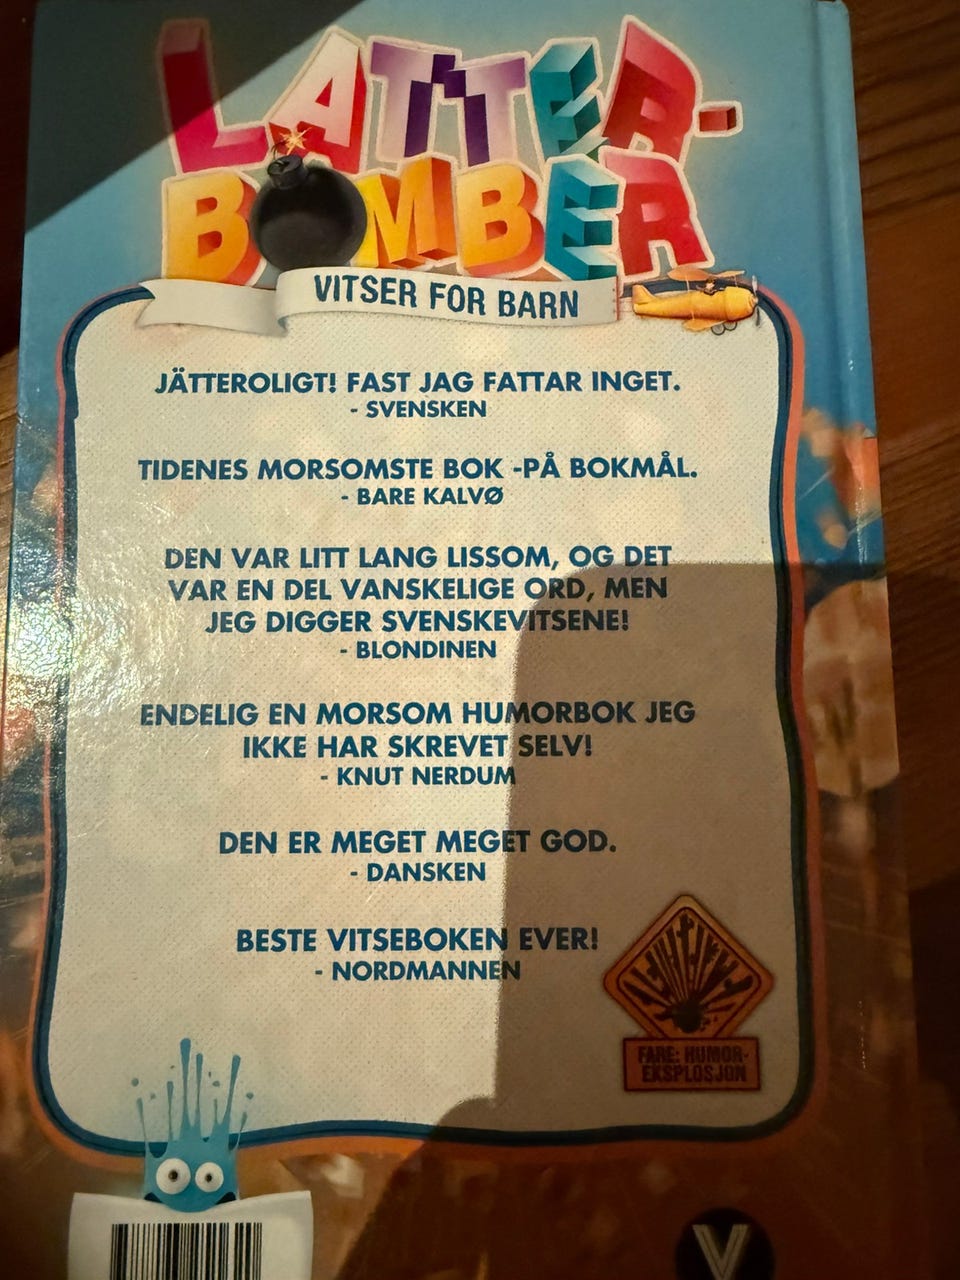 LATTER-
BOMBER
VITSER FOR BARN
JÄTTEROLIGT! FAST JAG FATTAR INGET.
- SVENSKEN
TIDENES MORSOMSTE BOK -PÅ BOKMÅL.
- BARE KALVØ
DEN VAR LITT LANG LISSOM, OG DET
VAR EN DEL VANSKELIGE ORD, MEN
JEG DIGGER SVENSKEVITSENE!
- BLONDINEN
ENDELIG EN MORSOM HUMORBOK JEG
IKKE HAR SKREVET SELV!
- KNUT NERDUM
DEN ER MEGET MEGET GOD.
- DANSKEN
BESTE VITSEBOKEN EVER!
- NORDMANNEN
FARE: HUMOR-
EKSPLOSJON
V